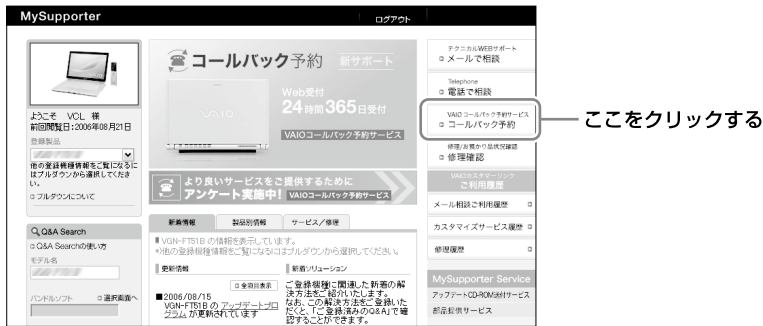 MySupporter
ログアウト
ようこそ VCL 様
前回閲覧日:2006年08月21日
登録製品
他の登録機種情報をご覧になるに
はプルダウンから選択してくださ
い。
プルダウンについて
Q&A Search
Q&A Searchの使い方
モデル名
バンドルソフト
選択画面へ
コールバック予約 新サポート
VAIO
Web受付
24時間365日受付
VAIOコールバック予約サービス
より良いサービスをご提供するために
アンケート実施中! VAIOコールバック予約サービス
新着情報
製品別情報
サービス/修理
VGN-FT51B の情報を表示しています。
*)他の登録機種情報をご覧になるにはプルダウンから選択してください。
更新情報
全項目表示
■2006/08/15
VGN-FT51B の アップデートプロ
グラム が更新されています
新着ソリューション
ご登録機種に関連した新着の解
決方法をご紹介いたします。
なお、この解決方法をご登録いた
だくと、「ご登録済みのQ&A」で確
認することができます。
テクニカルWEBサポート
メールで相談
Telephone
電話で相談
VAIO コールバック予約サービス
コールバック予約
修理/お預かり品状況確認
修理確認
VAIOカスタマーリンク
ご利用履歴
メール相談ご利用履歴
カスタマイズサービス履歴
修理履歴
MySupporter Service
アップデートCD-ROM送付サービス
部品提供サービス
ここをクリックする